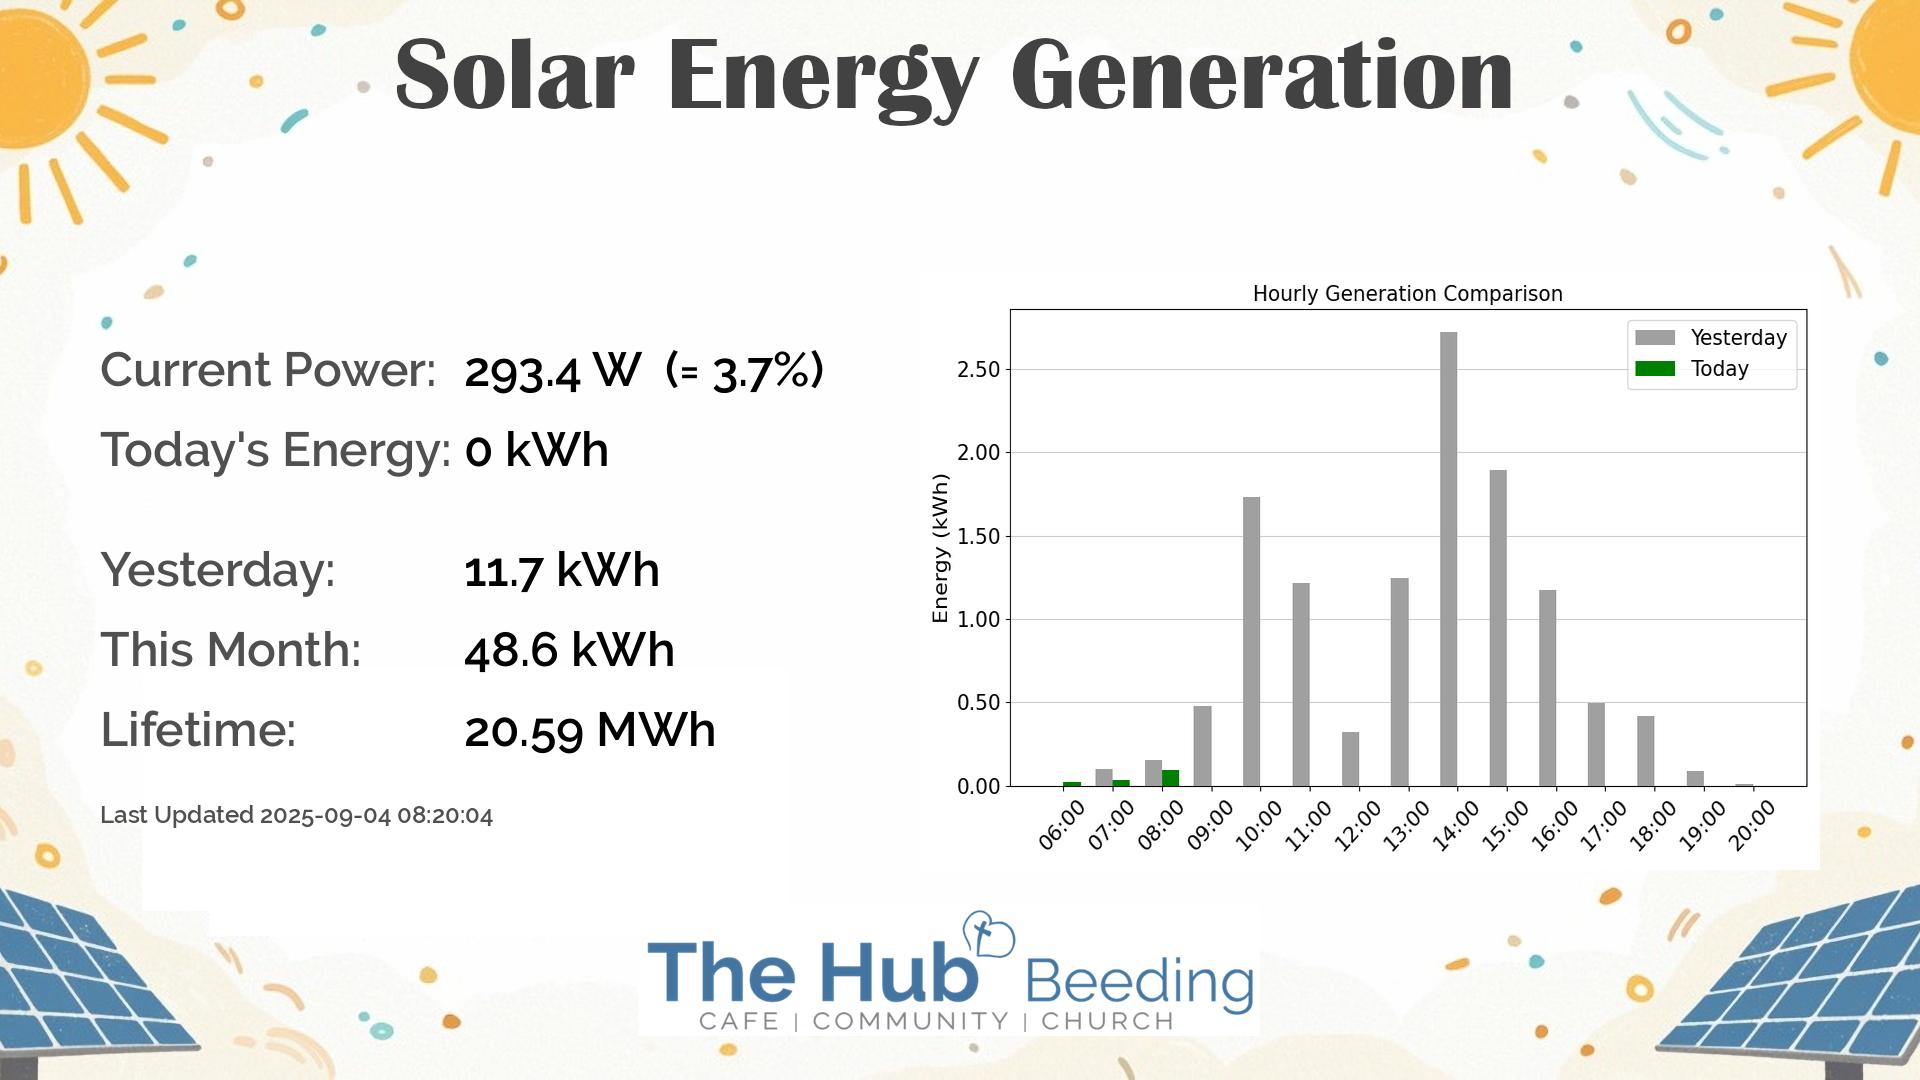 Solar Energy Generation
Current Power: 293.4 W (= 3.7%)
Today's Energy: 0 kWh
Yesterday: 11.7 kWh
This Month: 48.6 kWh
Lifetime: 20.59 MWh
Last Updated 2025-09-04 08:20:04
Hourly Generation Comparison
Yesterday
Today
Energy (kWh)
2.50
2.00
1.50
1.00
0.50
0.00
06:00 07:00 08:00 09:00 10:00 11:00 12:00 13:00 14:00 15:00 16:00 17:00 18:00 19:00 20:00
The Hub Beeding
CAFE | COMMUNITY | CHURCH